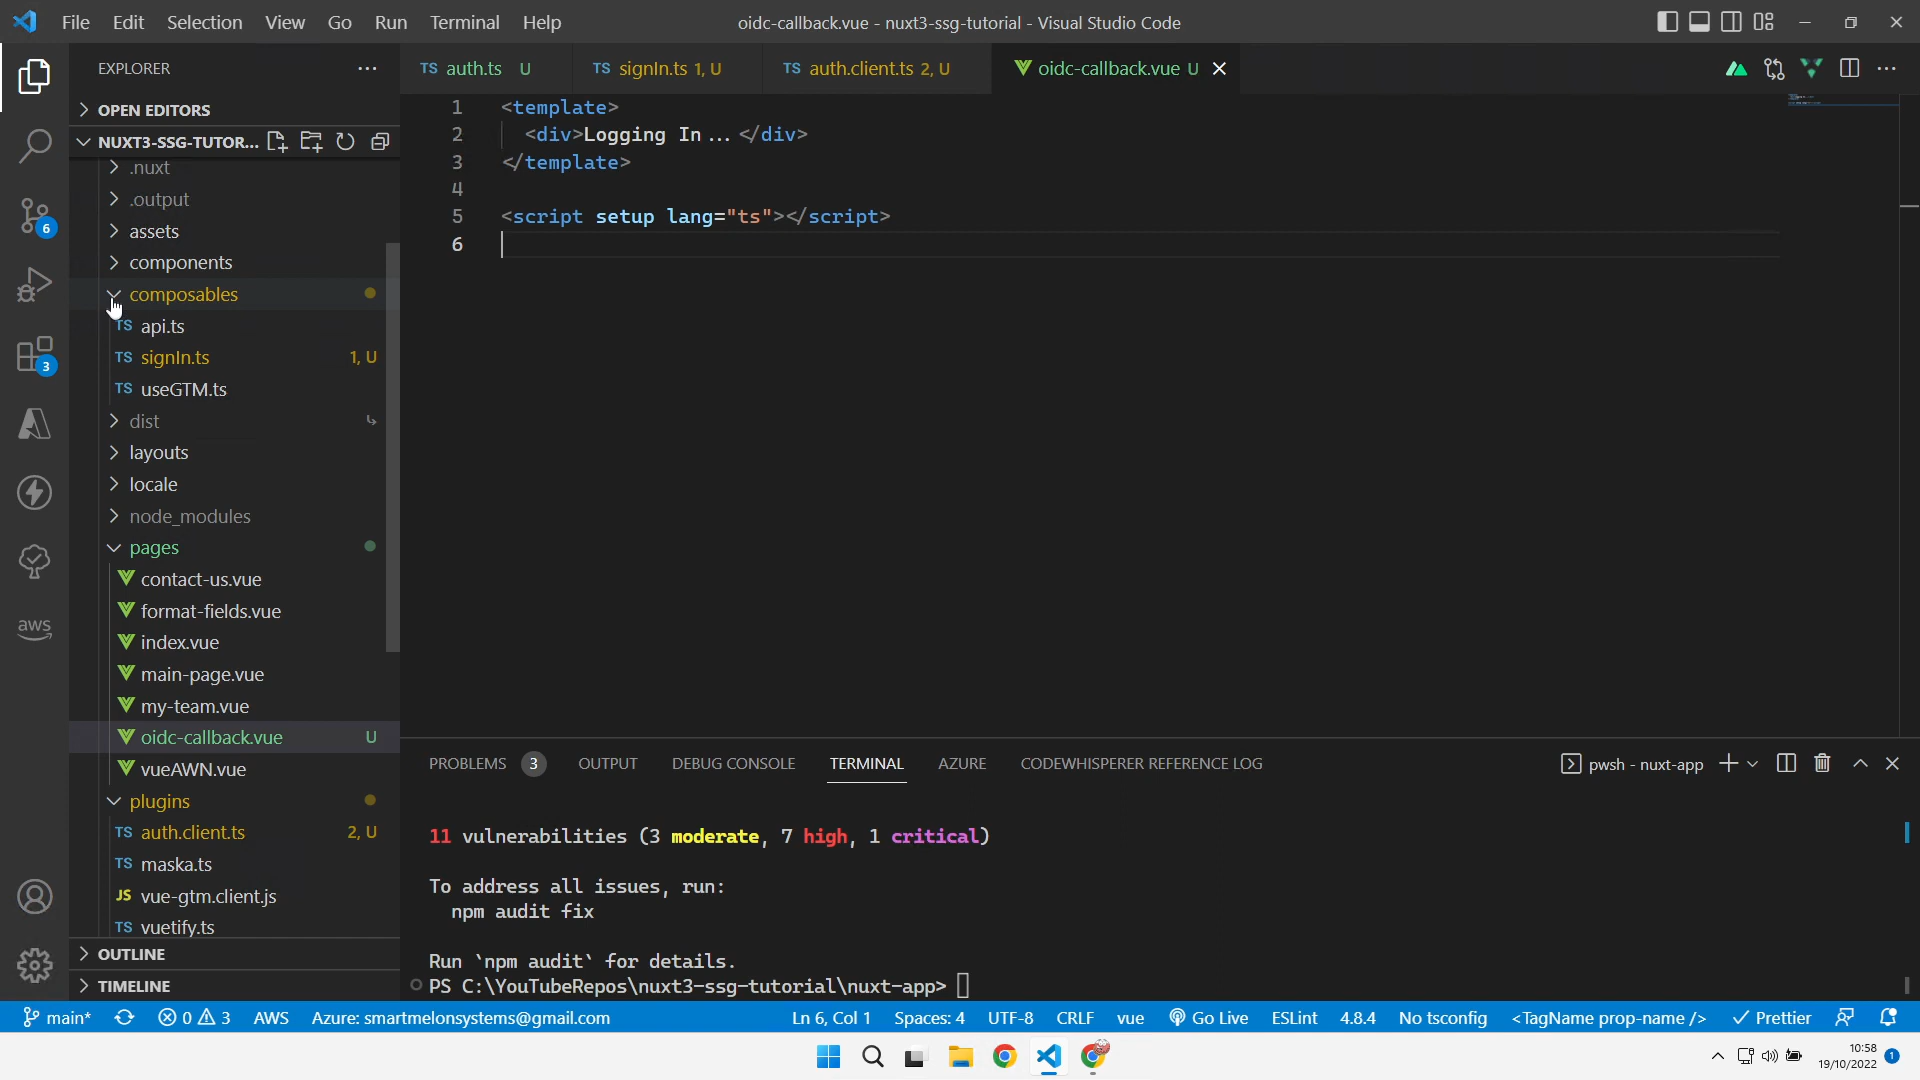 File Edit Selection View Go Run Terminal Help
oidc-callback.vue - nuxt3-ssg-tutorial - Visual Studio Code
EXPLORER
TS auth.ts U
TS signIn.ts 1, U
TS auth.client.ts 2, U
oidc-callback.vue U
OPEN EDITORS
NUXT3-SSG-TUTOR...
.nuxt
.output
assets
components
composables
TS api.ts
TS signIn.ts 1, U
TS useGTM.ts
dist
layouts
locale
node_modules
pages
contact-us.vue
format-fields.vue
index.vue
main-page.vue
my-team.vue
oidc-callback.vue U
vueAWN.vue
plugins
TS auth.client.ts 2, U
TS maska.ts
JS vue-gtm.client.js
TS vuetify.ts
OUTLINE
TIMELINE
6
3
aws
1 <template>
2 <div>Logging In...</div>
3 </template>
4
5 <script setup lang="ts"></script>
6
PROBLEMS 3 OUTPUT DEBUG CONSOLE TERMINAL AZURE CODEWHISPERER REFERENCE LOG
pwsh - nuxt-app
11 vulnerabilities (3 moderate, 7 high, 1 critical)
To address all issues, run:
npm audit fix
Run `npm audit` for details.
PS C:\YouTubeRepos\nuxt3-ssg-tutorial\nuxt-app>
main* 0 3 AWS Azure: smartmelonsystems@gmail.com
Ln 6, Col 1 Spaces: 4 UTF-8 CRLF vue Go Live ESLint 4.8.4 No tsconfig <TagName prop-name /> Prettier
10:58
19/10/2022
1